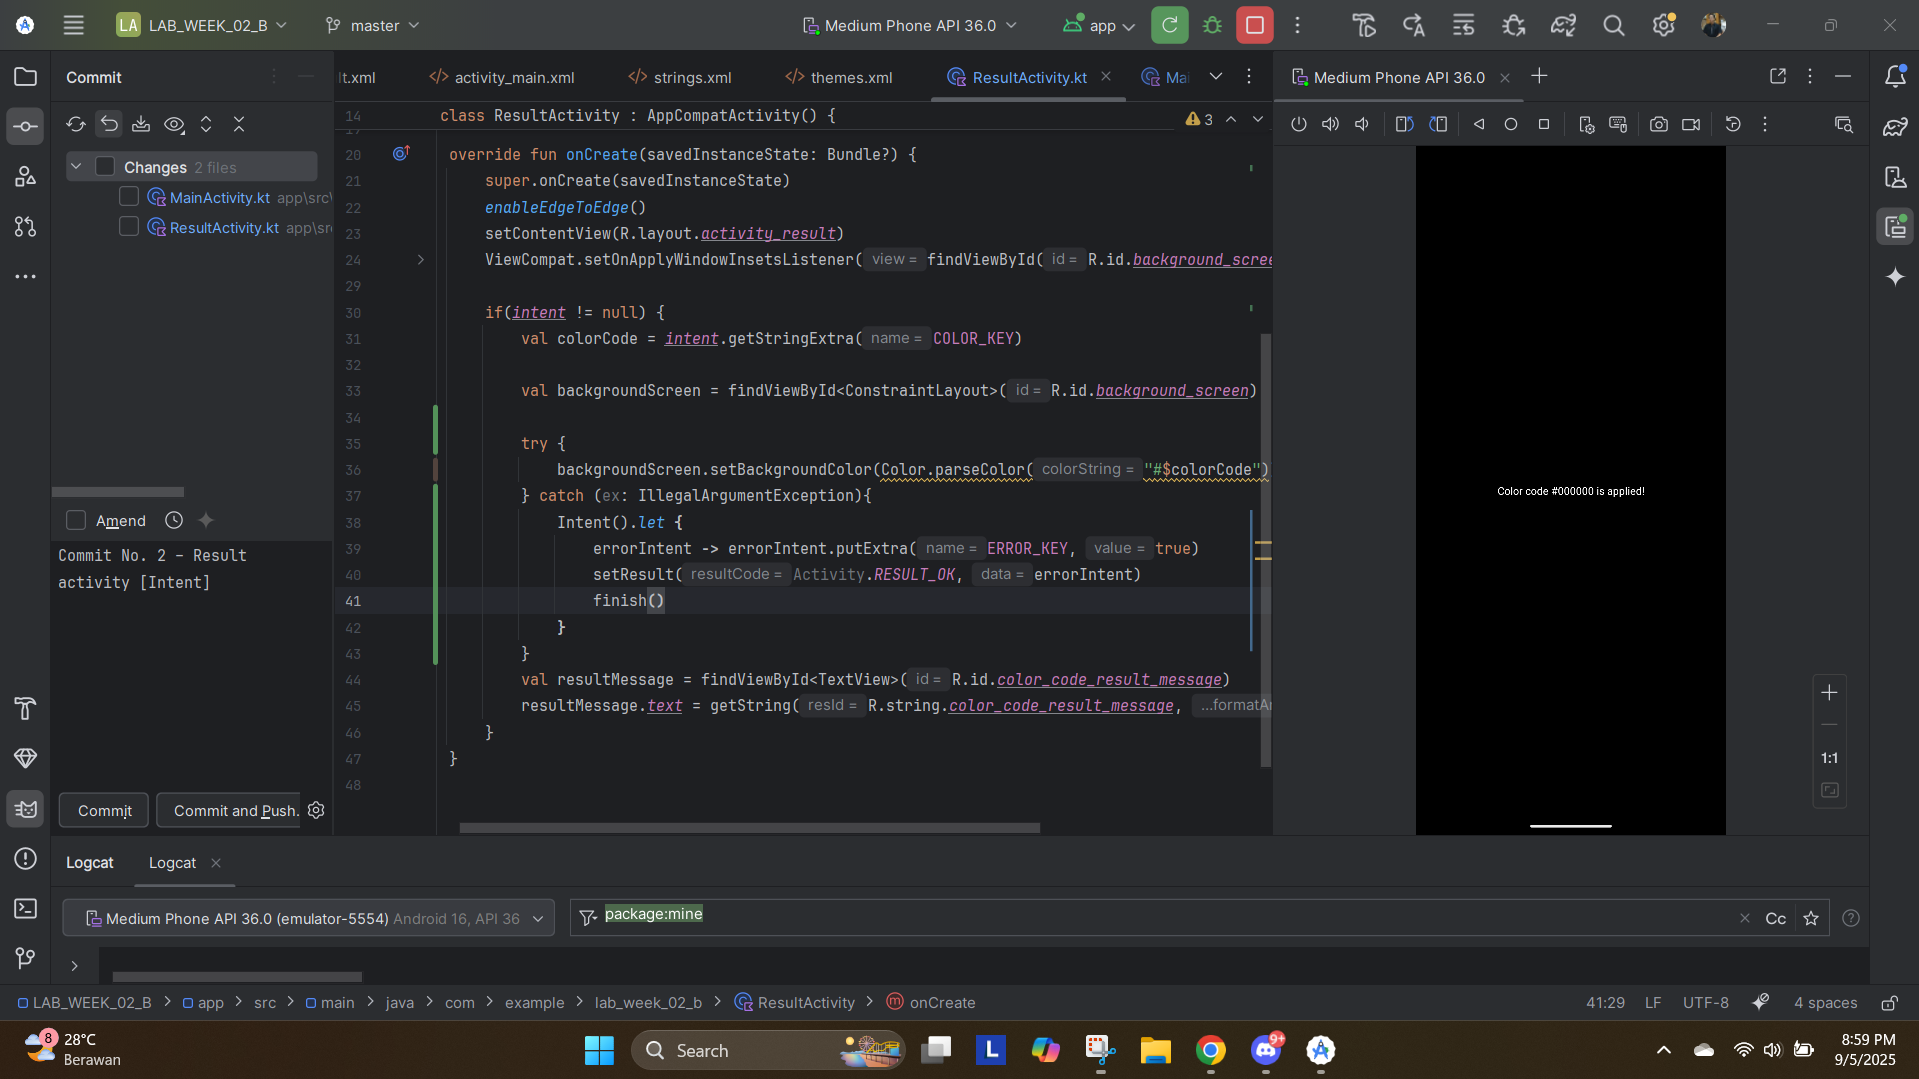 LA LAB_WEEK_02_B master Medium Phone API 36.0 app
Commit
Changes 2 files
MainActivity.kt app\src\
ResultActivity.kt app\sr
Amend
Commit No. 2 - Result
activity [Intent]
Commit Commit and Push.
lt.xml activity_main.xml strings.xml themes.xml ResultActivity.kt Mai
14 class ResultActivity : AppCompatActivity() { 3
20 override fun onCreate(savedInstanceState: Bundle?) {
21 super.onCreate(savedInstanceState)
22 enableEdgeToEdge()
23 setContentView(R.layout.activity_result)
24 ViewCompat.setOnApplyWindowInsetsListener( view = findViewById( id = R.id.background_scree
29
30 if(intent != null) {
31 val colorCode = intent.getStringExtra( name = COLOR_KEY)
32
33 val backgroundScreen = findViewById<ConstraintLayout>( id = R.id.background_screen)
34
35 try {
36 backgroundScreen.setBackgroundColor(Color.parseColor( colorString = "#$colorCode")
37 } catch (ex: IllegalArgumentException){
38 Intent().let {
39 errorIntent -> errorIntent.putExtra( name = ERROR_KEY, value = true)
40 setResult( resultCode = Activity.RESULT_OK, data = errorIntent)
41 finish()
42 }
43 }
44 val resultMessage = findViewById<TextView>( id = R.id.color_code_result_message)
45 resultMessage.text = getString( resId = R.string.color_code_result_message, ...formatAr
46 }
47 }
48
Medium Phone API 36.0
Color code #000000 is applied!
1:1
Logcat Logcat
Medium Phone API 36.0 (emulator-5554) Android 16, API 36 package:mine Cc
LAB_WEEK_02_B app src main java com example lab_week_02_b ResultActivity onCreate 41:29 LF UTF-8 4 spaces
8 28°C
Berawan
Search
L
9+
8:59 PM
9/5/2025